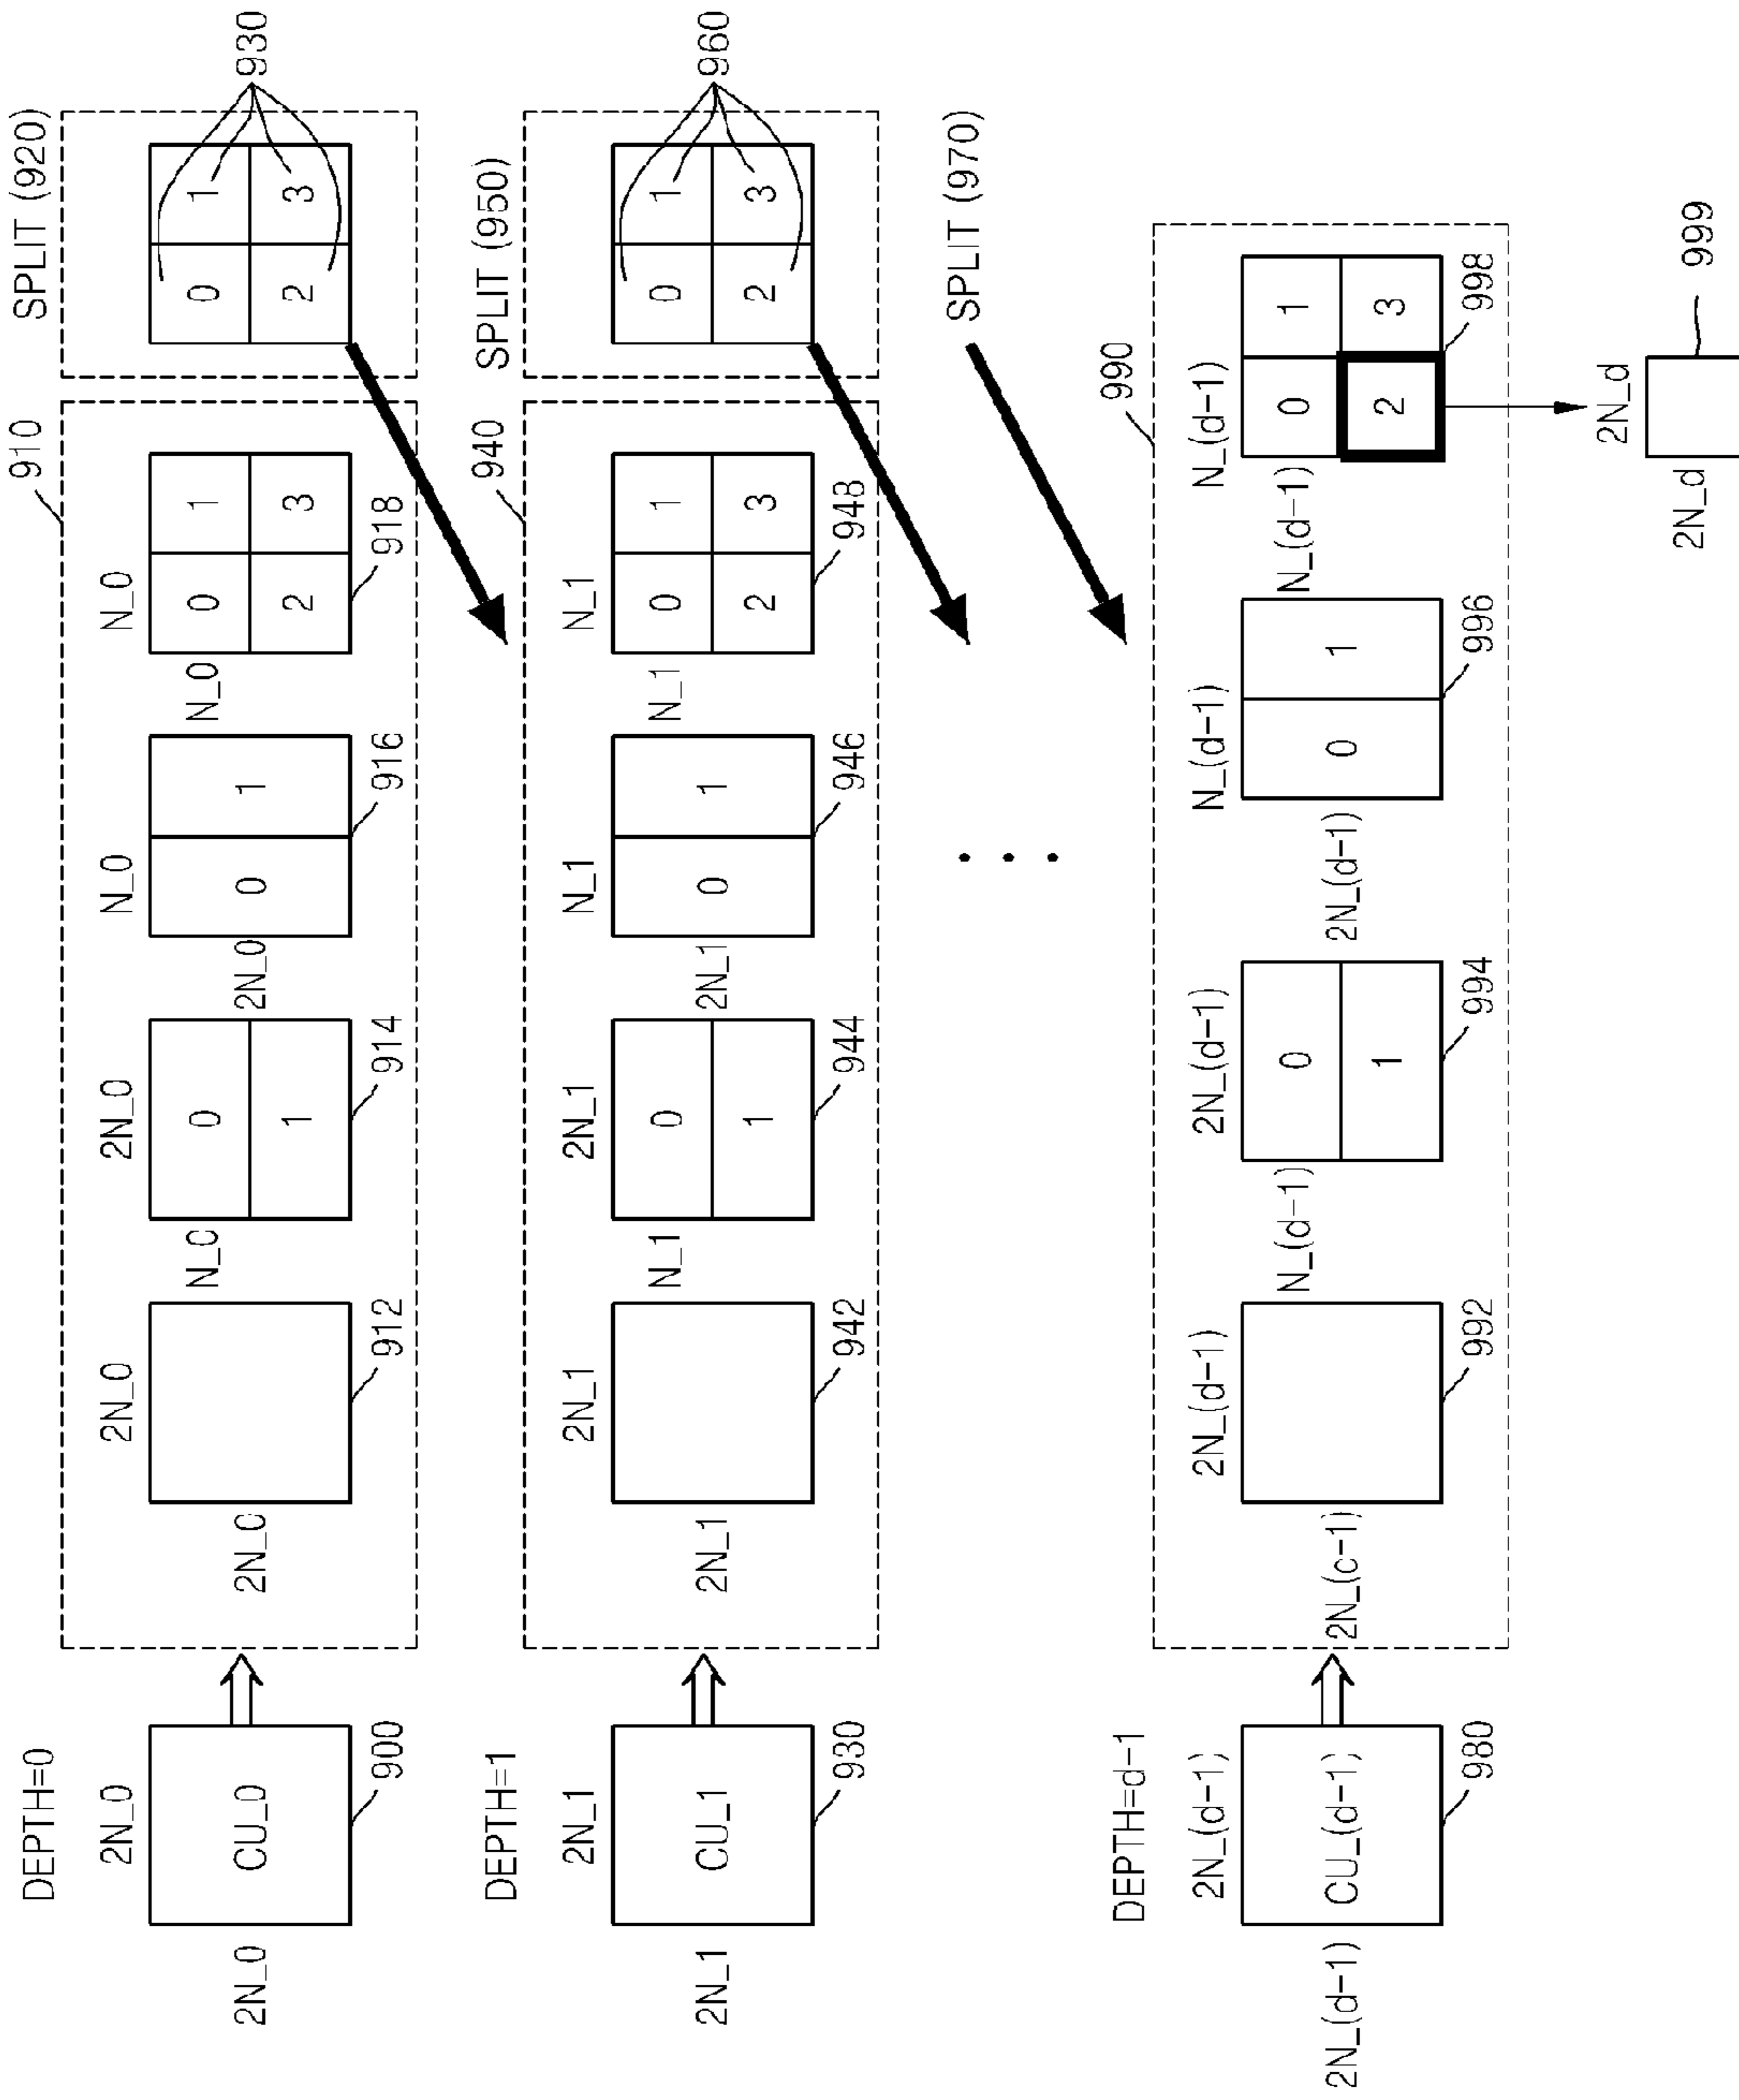 DEPTH=0
2N_0
2N_0
CU_0
900
910
2N_0
2N_0
912
2N_0
N_0
0
1
914
N_0
2N_0
0
1
916
N_0
N_0
0
1
2
3
918
SPLIT (920)
0
1
2
3
930
DEPTH=1
2N_1
2N_1
CU_1
930
940
2N_1
2N_1
942
2N_1
N_1
0
1
944
N_1
2N_1
0
1
946
N_1
N_1
0
1
2
3
948
SPLIT (950)
0
1
2
3
960
SPLIT (970)
. . .
DEPTH=d-1
2N_(d-1)
2N_(d-1)
CU_(d-1)
980
990
2N_(d-1)
2N_(c-1)
992
2N_(d-1)
N_(d-1)
0
1
994
N_(d-1)
2N_(d-1)
0
1
996
N_(d-1)
N_(d-1)
0
1
2
3
998
2N_d
2N_d
999